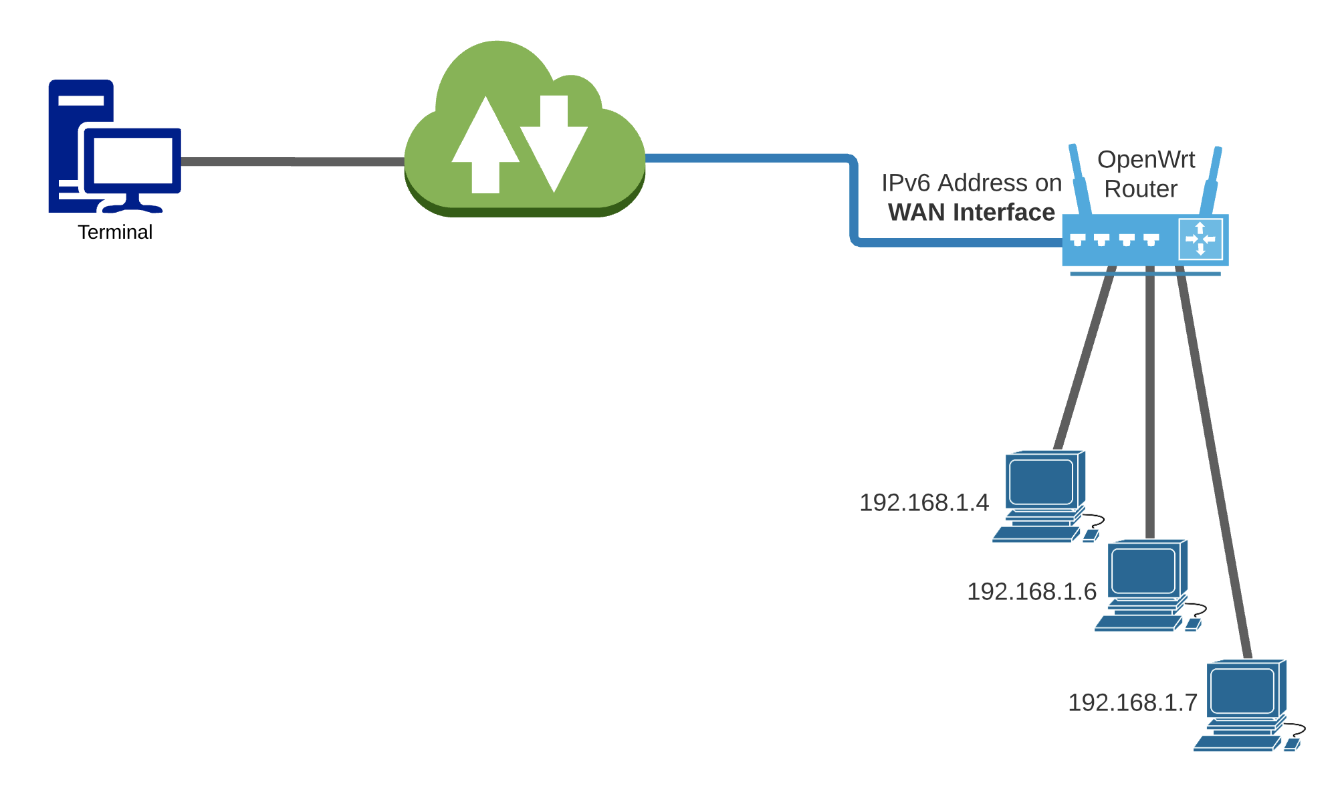 Terminal
IPv6 Address on
WAN Interface
OpenWrt
Router
192.168.1.4
192.168.1.6
192.168.1.7